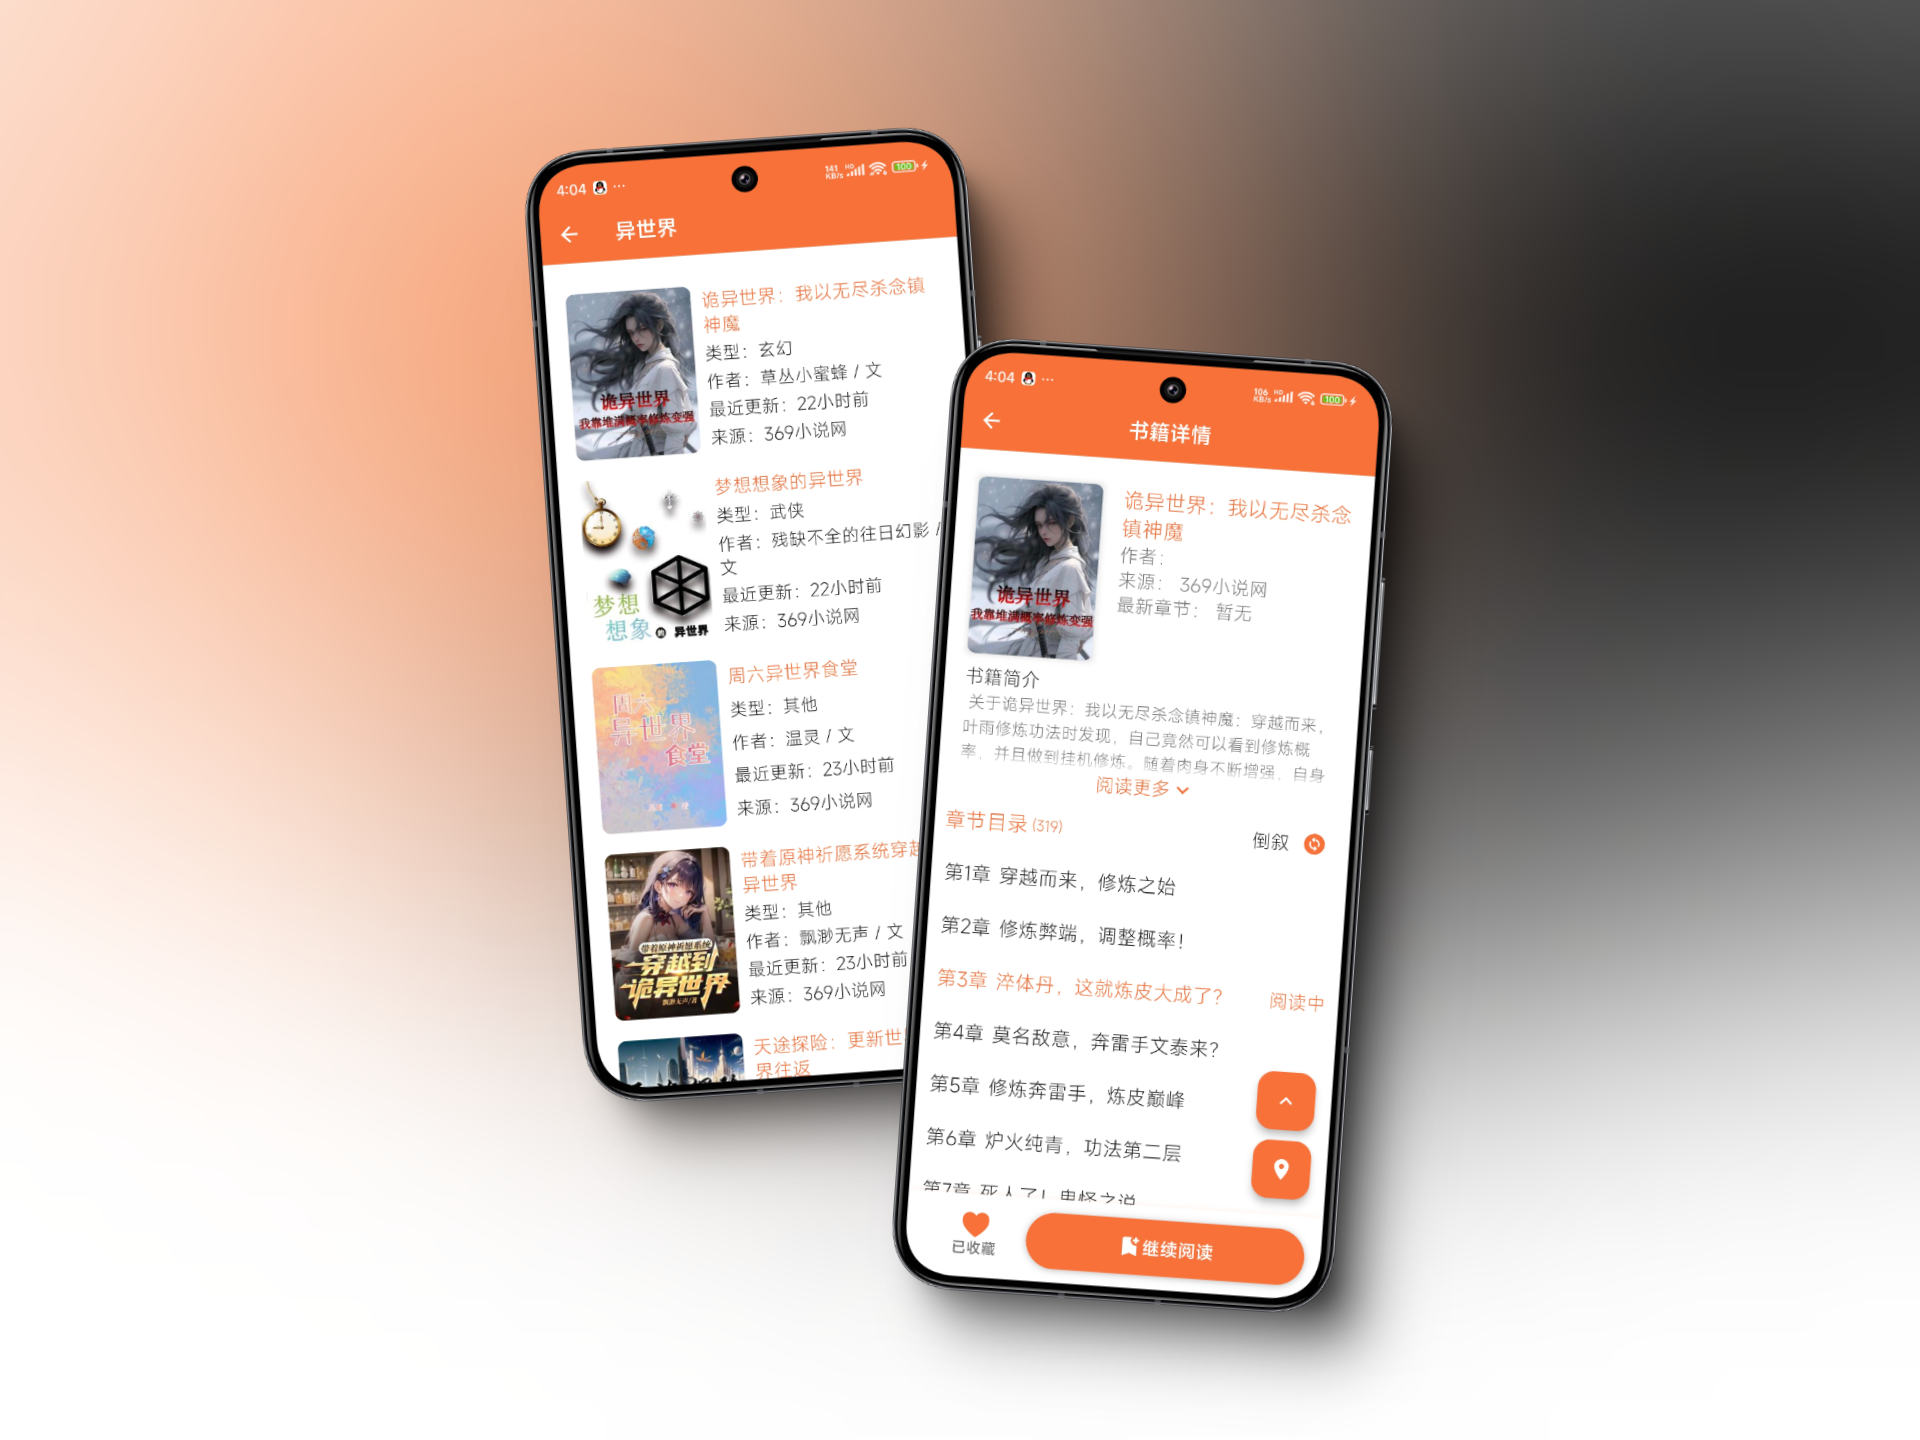 4:04 ...
141 KB/s HD 100
异世界
诡异世界：我以无尽杀念镇
神魔
类型：玄幻
作者：草丛小蜜蜂 / 文
最近更新：22小时前
来源：369小说网
诡异世界
我靠堆满概率修炼变强
梦想想象的异世界
类型：武侠
作者：残缺不全的往日幻影 /
文
最近更新：22小时前
来源：369小说网
梦想
想象的 异世界
周六异世界食堂
类型：其他
作者：温灵 / 文
最近更新：23小时前
来源：369小说网
周六
异世界
食堂
带着原神祈愿系统穿越
异世界
类型：其他
作者：飘渺无声 / 文
最近更新：23小时前
来源：369小说网
带着原神祈愿系统
穿越到
诡异世界
飘渺无声/著
天途探险：更新世
界往返
4:04 ...
106 KB/s HD 100
书籍详情
诡异世界：我以无尽杀念
镇神魔
作者：
来源： 369小说网
最新章节： 暂无
诡异世界
我靠堆满概率修炼变强
书籍简介
关于诡异世界：我以无尽杀念镇神魔：穿越而来，
叶雨修炼功法时发现，自己竟然可以看到修炼概
率，并且做到挂机修炼。随着肉身不断增强，自身
阅读更多
章节目录 (319)
倒叙
第1章 穿越而来，修炼之始
第2章 修炼弊端，调整概率！
第3章 淬体丹，这就炼皮大成了？ 阅读中
第4章 莫名敌意，奔雷手文泰来？
第5章 修炼奔雷手，炼皮巅峰
第6章 炉火纯青，功法第二层
第7章 死人了！鬼怪之说
已收藏
继续阅读